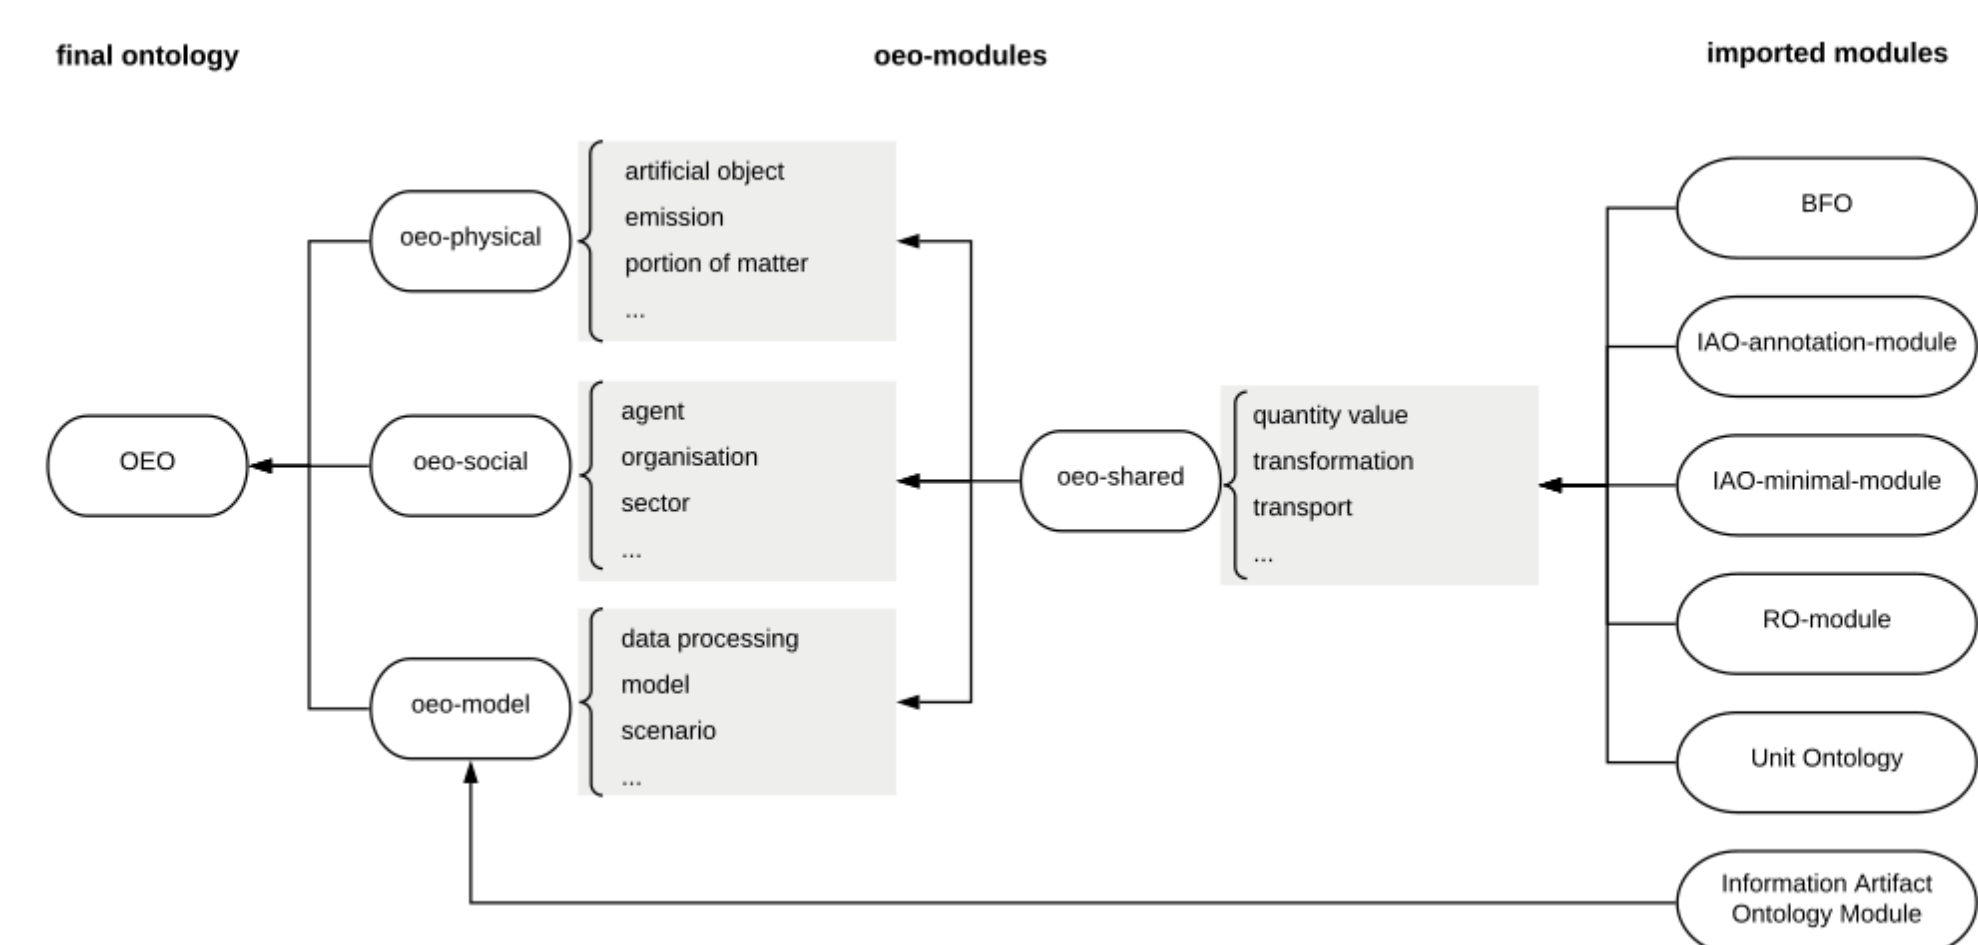 final ontology
oeo-modules
imported modules
OEO
oeo-physical
artificial object
emission
portion of matter
...
oeo-social
agent
organisation
sector
...
oeo-model
data processing
model
scenario
...
oeo-shared
quantity value
transformation
transport
...
BFO
IAO-annotation-module
IAO-minimal-module
RO-module
Unit Ontology
Information Artifact
Ontology Module